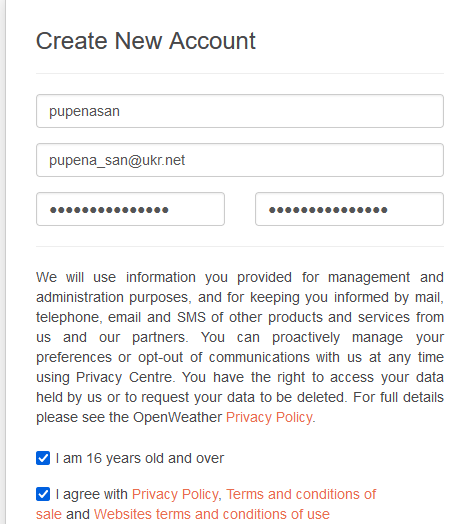 Create New Account
pupenasan
pupena_san@ukr.net
●●●●●●●●●●●●●●● ●●●●●●●●●●●●●●●
We will use information you provided for management and
administration purposes, and for keeping you informed by mail,
telephone, email and SMS of other products and services from
us and our partners. You can proactively manage your
preferences or opt-out of communications with us at any time
using Privacy Centre. You have the right to access your data
held by us or to request your data to be deleted. For full details
please see the OpenWeather Privacy Policy.
I am 16 years old and over
I agree with Privacy Policy, Terms and conditions of
sale and Websites terms and conditions of use